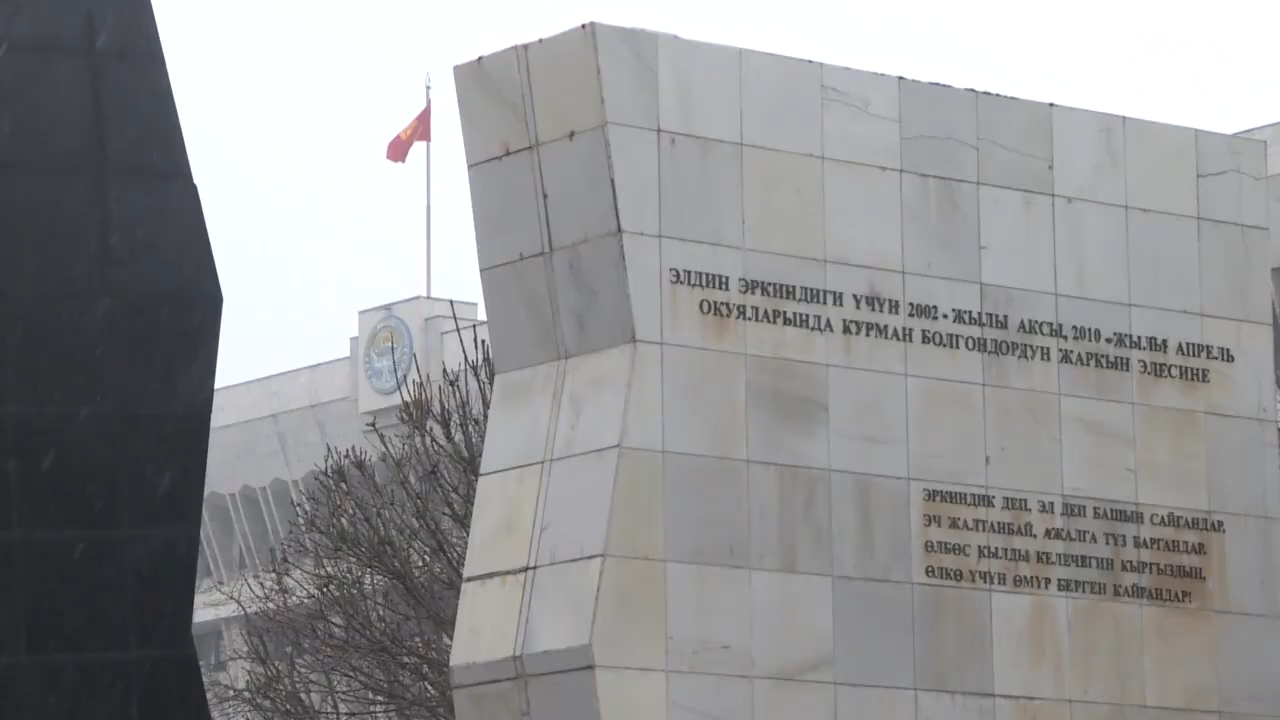 ЭЛДИН ЭРКИНДИГИ ҮЧҮН 2002 - ЖЫЛЫ АКСЫ, 2010 - ЖЫЛЫ АПРЕЛЬ
ОКУЯЛАРЫНДА КУРМАН БОЛГОНДОРДУН ЖАРКЫН ЭЛЕСИНЕ
ЭРКИНДИК ДЕП, ЭЛ ДЕП БАШЫН САЙГАНДАР,
ЭЧ ЖАЛТАНБАЙ, АЖАЛГА ТҮЗ БАРГАНДАР.
ӨЛБӨС КЫЛДЫ КЕЛЕЧЕГИН КЫРГЫЗДЫН,
ӨЛКӨ ҮЧҮН ӨМҮР БЕРГЕН КАЙРАНДАР!